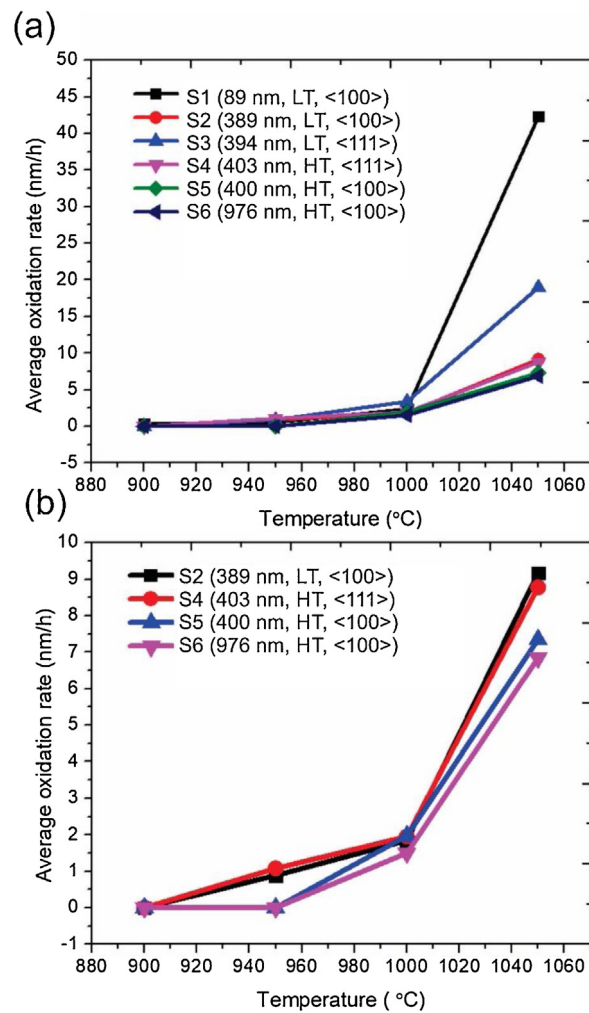 (a)
50
45
40
35
30
25
20
15
10
5
0
-5
Average oxidation rate (nm/h)
S1 (89 nm, LT, <100>)
S2 (389 nm, LT, <100>)
S3 (394 nm, LT, <111>)
S4 (403 nm, HT, <111>)
S5 (400 nm, HT, <100>)
S6 (976 nm, HT, <100>)
880 900 920 940 960 980 1000 1020 1040 1060
Temperature (°C)
(b)
10
9
8
7
6
5
4
3
2
1
0
-1
Average oxidation rate (nm/h)
S2 (389 nm, LT, <100>)
S4 (403 nm, HT, <111>)
S5 (400 nm, HT, <100>)
S6 (976 nm, HT, <100>)
880 900 920 940 960 980 1000 1020 1040 1060
Temperature ( °C)